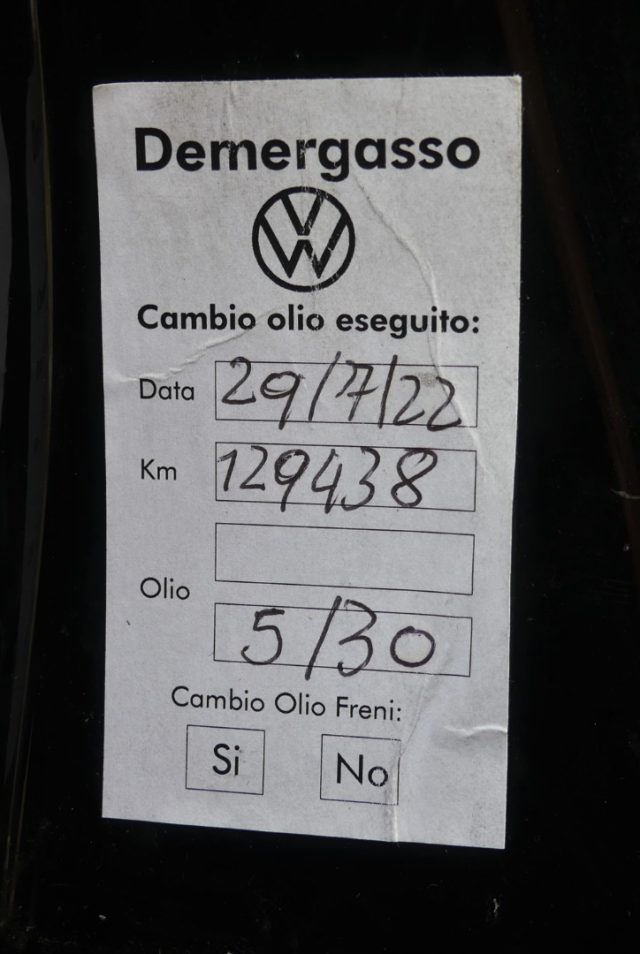 Demergasso
Cambio olio eseguito:
Data 29/7/22
Km 129438
Olio
5/30
Cambio Olio Freni:
Si No